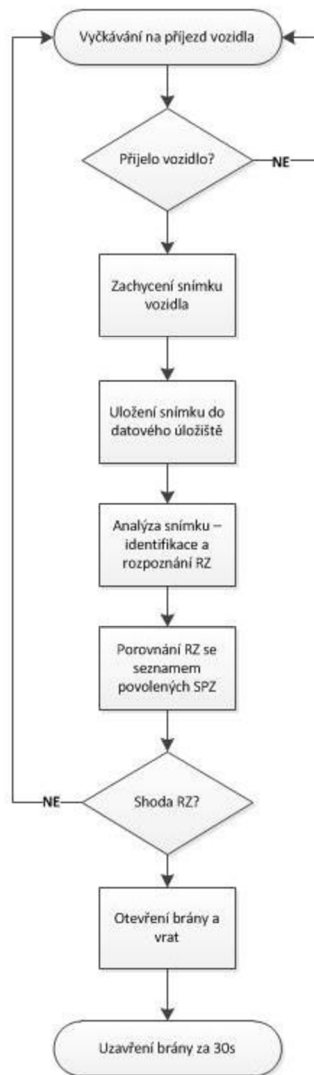 Vyčkávání na příjezd vozidla
Přijelo vozidlo?
NE
Zachycení snímku
vozidla
Uložení snímku do
datového úložiště
Analýza snímku –
identifikace a
rozpoznání RZ
Porovnání RZ se
seznamem
povolených SPZ
Shoda RZ?
NE
Otevření brány a
vrat
Uzavření brány za 30s